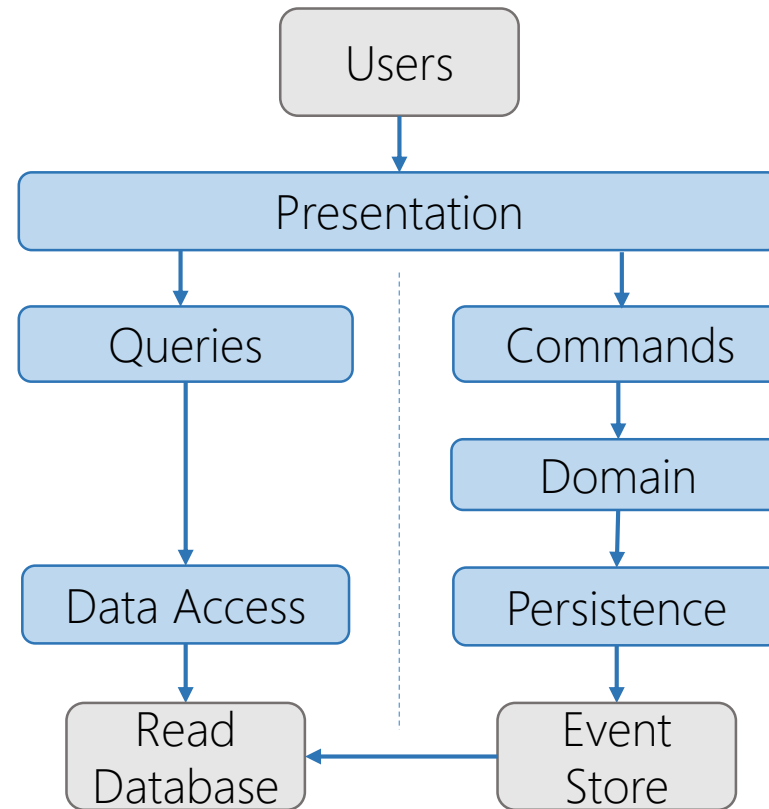 Users
Presentation
Queries
Commands
Domain
Data Access
Persistence
Read
Database
Event
Store